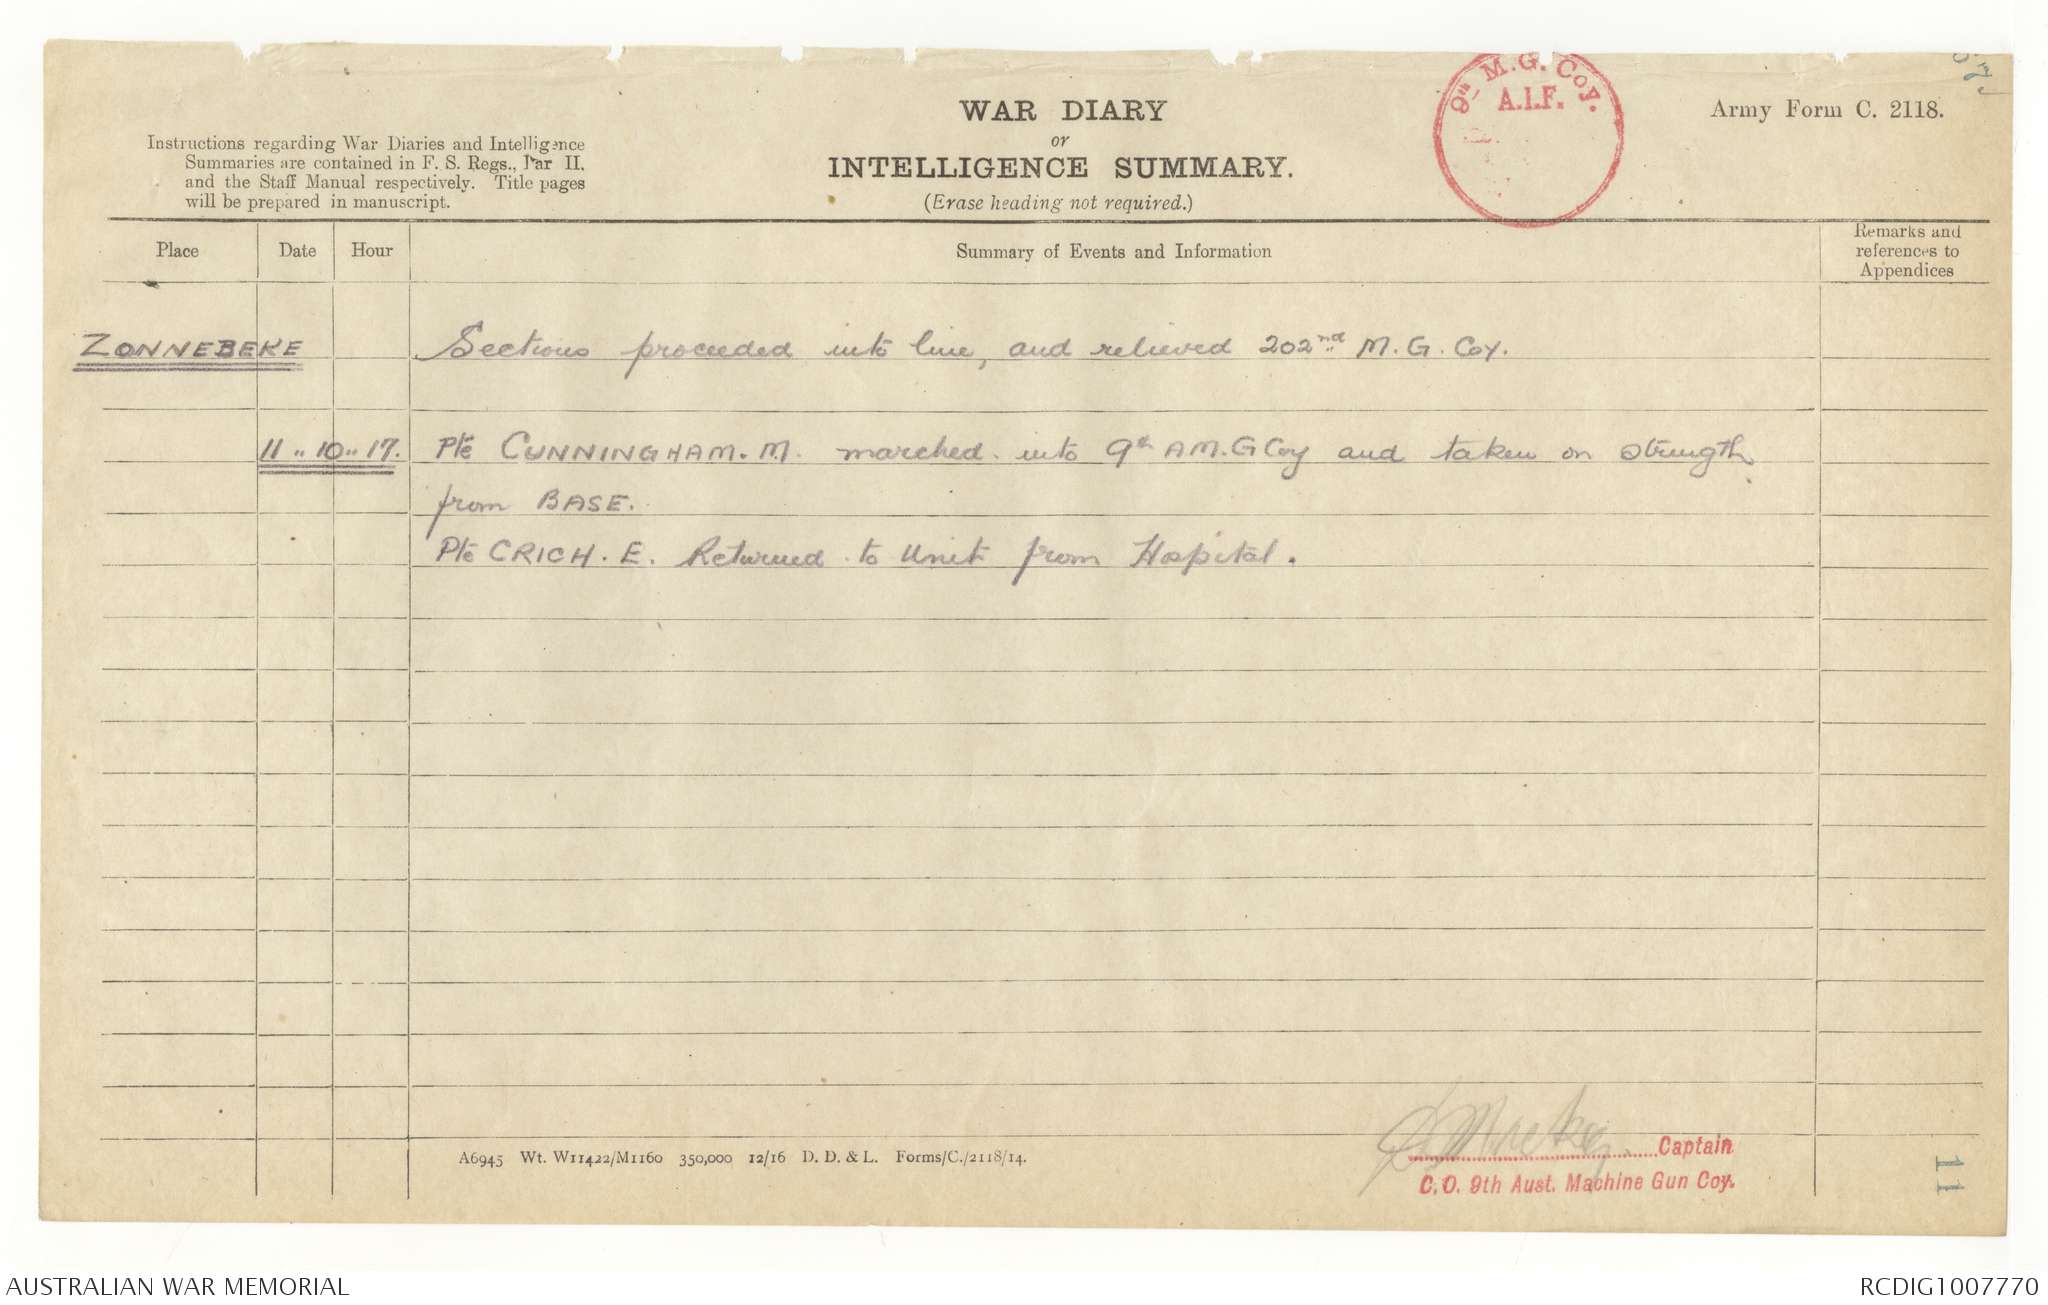 9th M.G. Coy.
A.I.F.
WAR DIARY
or
INTELLIGENCE SUMMARY.
(Erase heading not required.)
Army Form C. 2118.
Instructions regarding War Diaries and Intelligence
Summaries are contained in F. S. Regs., Par II.
and the Staff Manual respectively. Title pages
will be prepared in manuscript.
Place Date Hour Summary of Events and Information Remarks and
references to
Appendices
ZONNEBEKE Sections proceeded into line, and relieved 202nd M. G. Coy.
11..10..17. Pte CUNNINGHAM. M. marched into 9th A M. G Coy and taken on strength
from BASE.
Pte CRICH. E. Returned to Unit from Hospital.
A6945 Wt. W11422/M1160 350,000 12/16 D. D. & L. Forms/C./2118/14.
Captain
C.O. 9th Aust. Machine Gun Coy.
11
AUSTRALIAN WAR MEMORIAL
RCDIG1007770